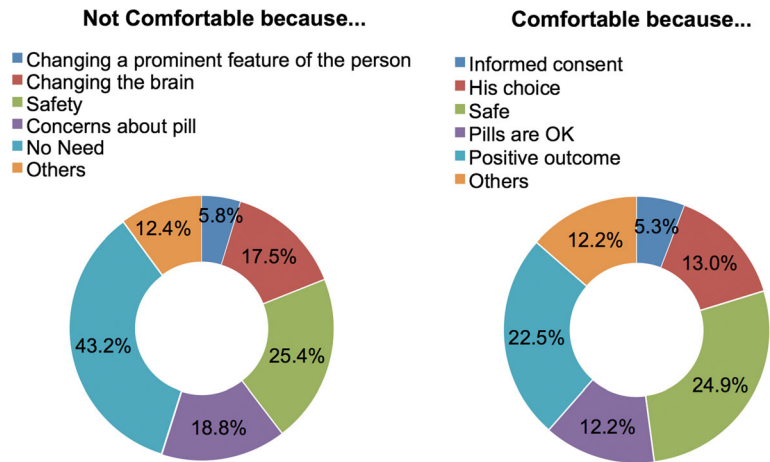 Not Comfortable because...
Changing a prominent feature of the person
Changing the brain
Safety
Concerns about pill
No Need
Others
5.8%
17.5%
25.4%
18.8%
43.2%
12.4%
Comfortable because...
Informed consent
His choice
Safe
Pills are OK
Positive outcome
Others
5.3%
13.0%
24.9%
12.2%
22.5%
12.2%